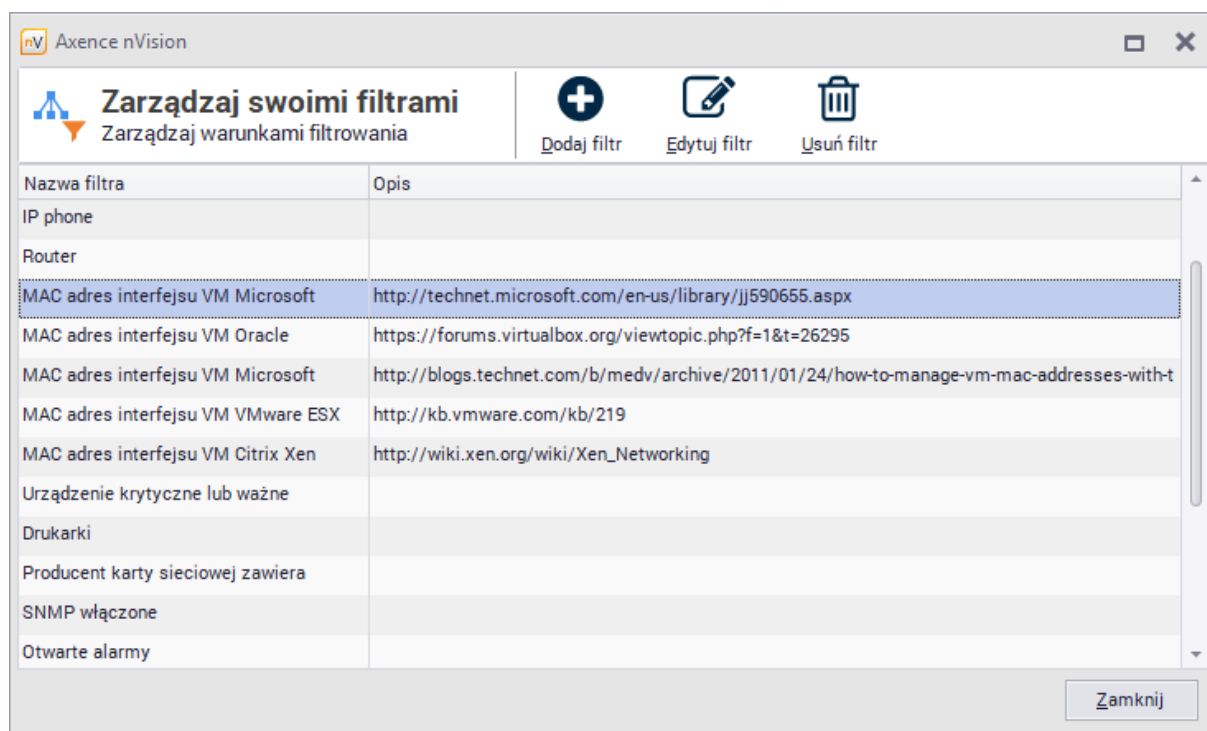 nV Axence nVision
Zarządzaj swoimi filtrami
Zarządzaj warunkami filtrowania
Dodaj filtr Edytuj filtr Usuń filtr
Nazwa filtra Opis
IP phone
Router
MAC adres interfejsu VM Microsoft http://technet.microsoft.com/en-us/library/jj590655.aspx
MAC adres interfejsu VM Oracle https://forums.virtualbox.org/viewtopic.php?f=1&t=26295
MAC adres interfejsu VM Microsoft http://blogs.technet.com/b/medv/archive/2011/01/24/how-to-manage-vm-mac-addresses-with-t
MAC adres interfejsu VM VMware ESX http://kb.vmware.com/kb/219
MAC adres interfejsu VM Citrix Xen http://wiki.xen.org/wiki/Xen_Networking
Urządzenie krytyczne lub ważne
Drukarki
Producent karty sieciowej zawiera
SNMP włączone
Otwarte alarmy
Zamknij